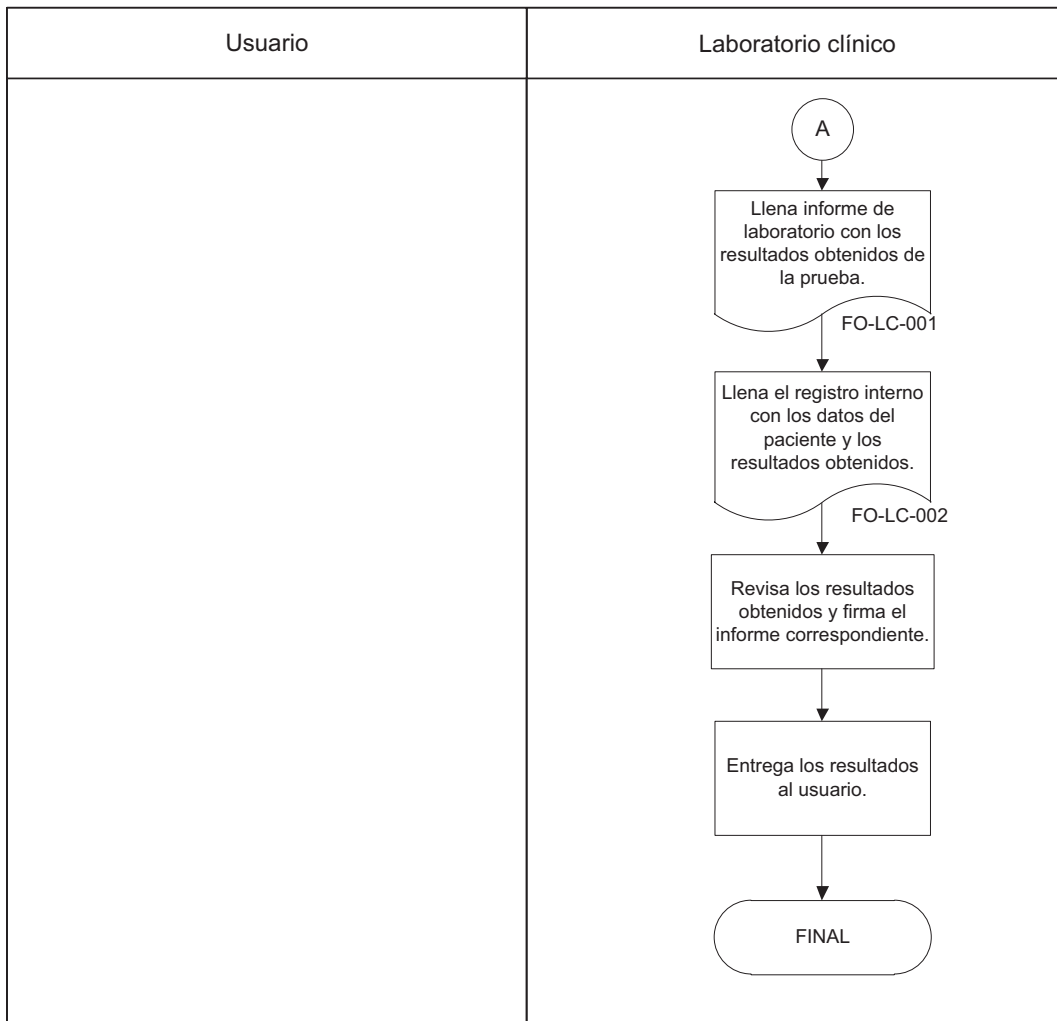 Usuario
Laboratorio clínico
A
Llena informe de
laboratorio con los
resultados obtenidos de
la prueba.
FO-LC-001
Llena el registro interno
con los datos del
paciente y los
resultados obtenidos.
FO-LC-002
Revisa los resultados
obtenidos y firma el
informe correspondiente.
Entrega los resultados
al usuario.
FINAL